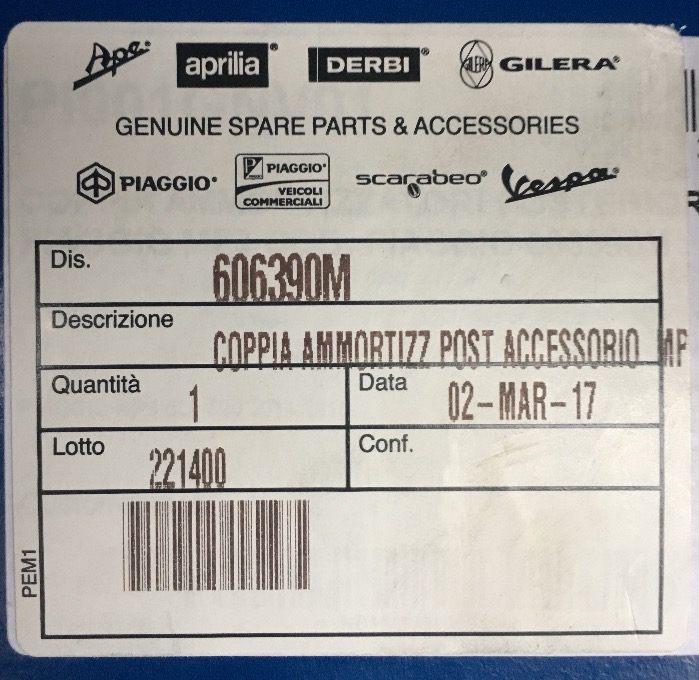 Ape
aprilia
DERBI
GILERA
GENUINE SPARE PARTS & ACCESSORIES
PIAGGIO
PIAGGIO
VEICOLI
COMMERCIALI
scarabeo
Vespa
Dis.
606390M
Descrizione
COPPIA AMMORTIZZ POST ACCESSORIO MP
Quantità
1
Data
02-MAR-17
Lotto
221400
Conf.
PEM1